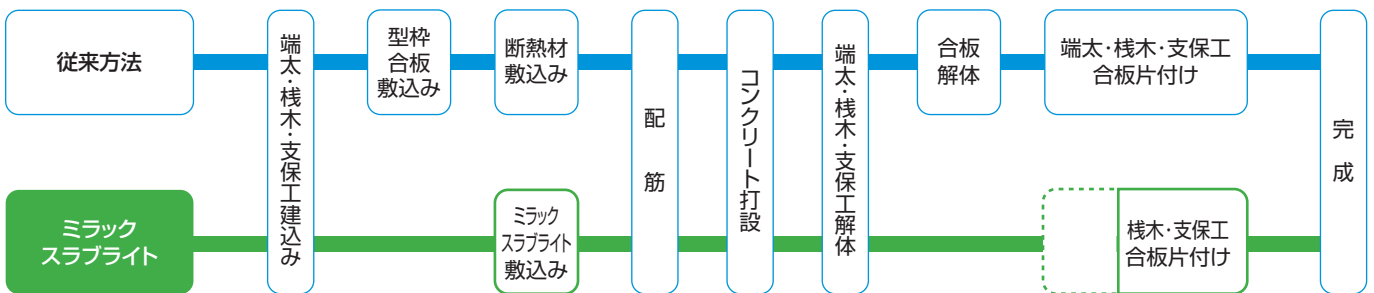 従来方法
端太・桟木・支保工建込み
型枠
合板
敷込み
断熱材
敷込み
配筋
コンクリート打設
端太・桟木・支保工解体
合板
解体
端太・桟木・支保工
合板片付け
完成
ミラック
スラブライト
ミラック
スラブライト
敷込み
桟木・支保工
合板片付け